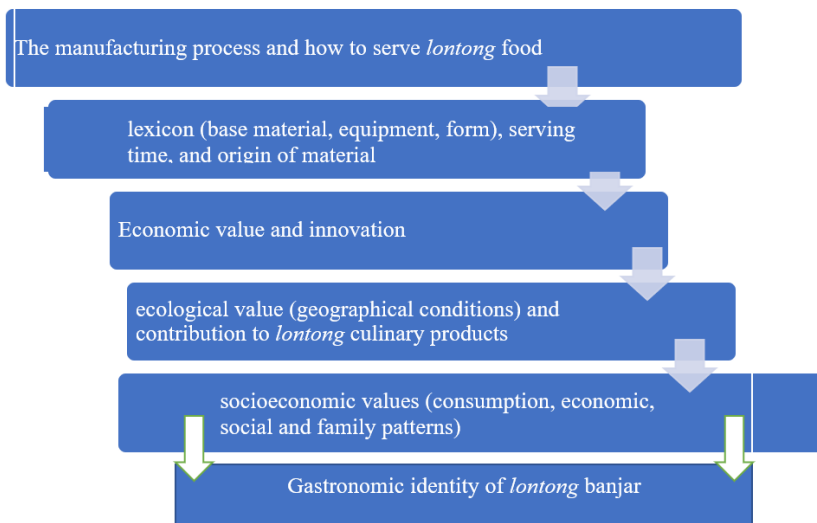 The manufacturing process and how to serve lontong food
lexicon (base material, equipment, form), serving
time, and origin of material
Economic value and innovation
ecological value (geographical conditions) and
contribution to lontong culinary products
socioeconomic values (consumption, economic,
social and family patterns)
Gastronomic identity of lontong banjar